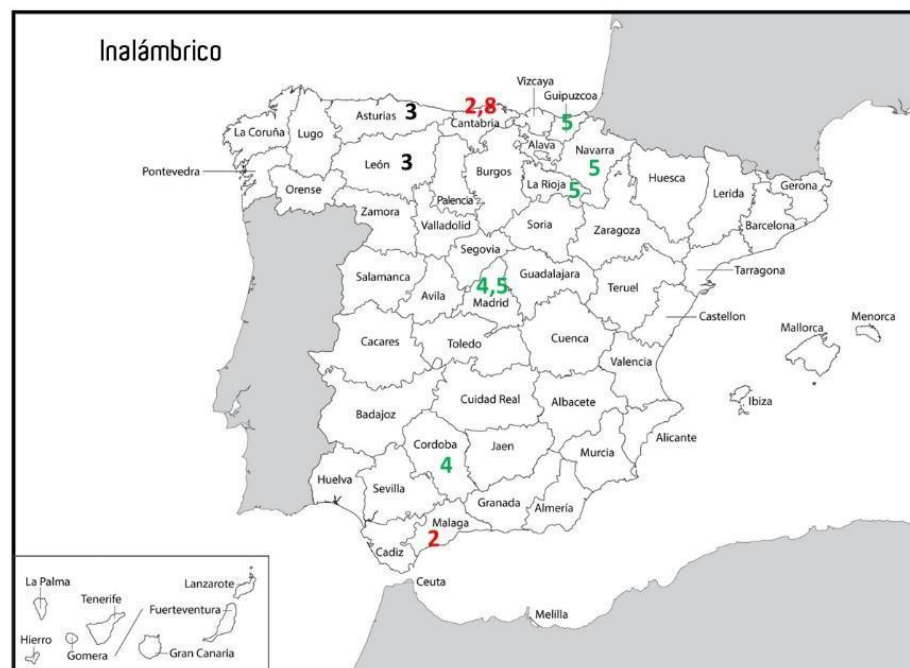 Inalámbrico
Vizcaya
Guipuzcoa
2,8
Asturias 3
Cantabria
5
La Coruña
Lugo
Alava
Navarra
León 3
5
Pontevedra
Burgos
Huesca
Lerida
Gerona
Orense
Palencia
La Rioja 5
Zamora
Valladolid
Soria
Zaragoza
Barcelona
Segovia
Salamanca
Avila
4,5
Madrid
Guadalajara
Teruel
Tarragona
Castellon
Cacares
Toledo
Cuenca
Mallorca
Menorca
Valencia
Badajoz
Cuidad Real
Albacete
Ibiza
Cordoba
4
Jaen
Murcia
Alicante
Huelva
Sevilla
Granada
Almería
Malaga
2
Cadiz
Ceuta
Melilla
La Palma
Tenerife
Lanzarote
Fuerteventura
Hierro
Gomera
Gran Canaria